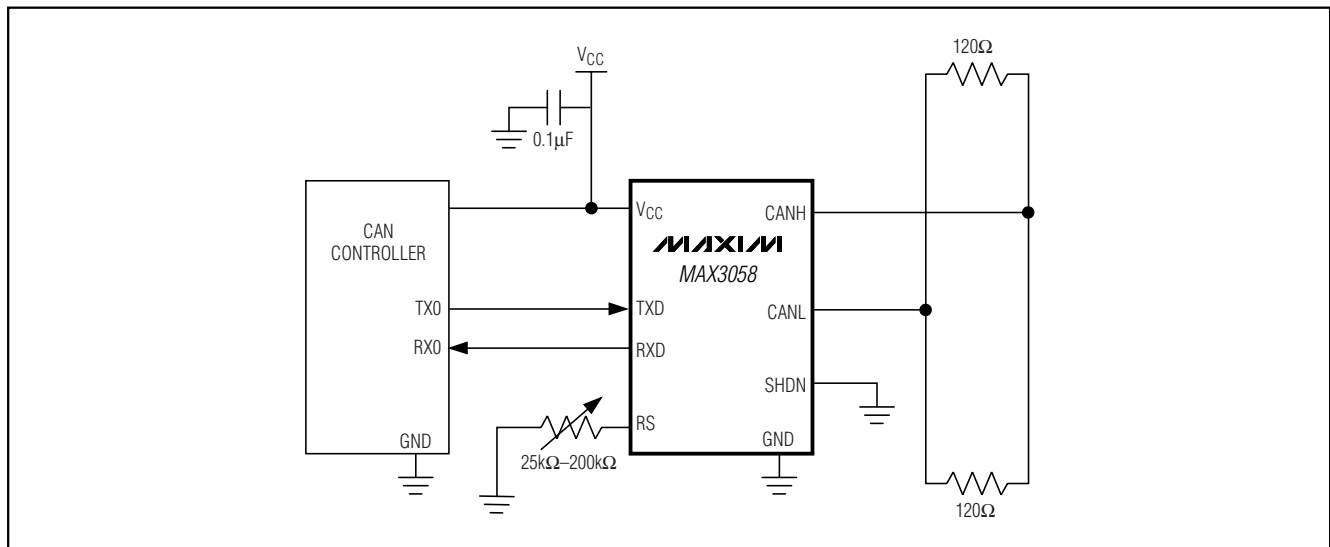 120Ω
VCC
0.1µF
CAN
CONTROLLER
TX0
RX0
GND
VCC
CANH
MAXIM
MAX3058
TXD
CANL
RXD
SHDN
RS
GND
25kΩ–200kΩ
120Ω